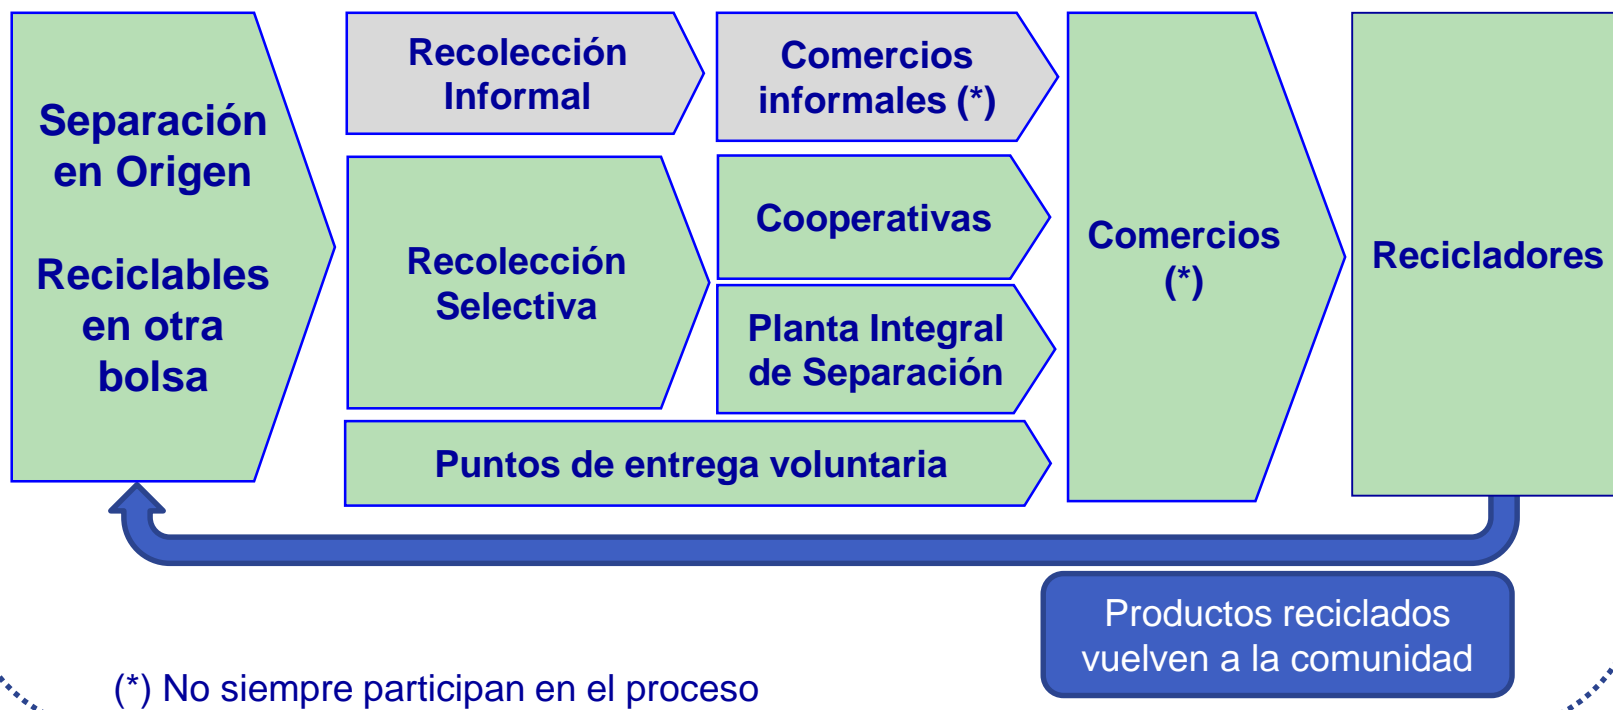 Separación
en Origen
Reciclables
en otra
bolsa
Recolección
Informal
Comercios
informales (*)
Recolección
Selectiva
Cooperativas
Planta Integral
de Separación
Puntos de entrega voluntaria
Comercios
(*)
Recicladores
Productos reciclados
vuelven a la comunidad
(*) No siempre participan en el proceso